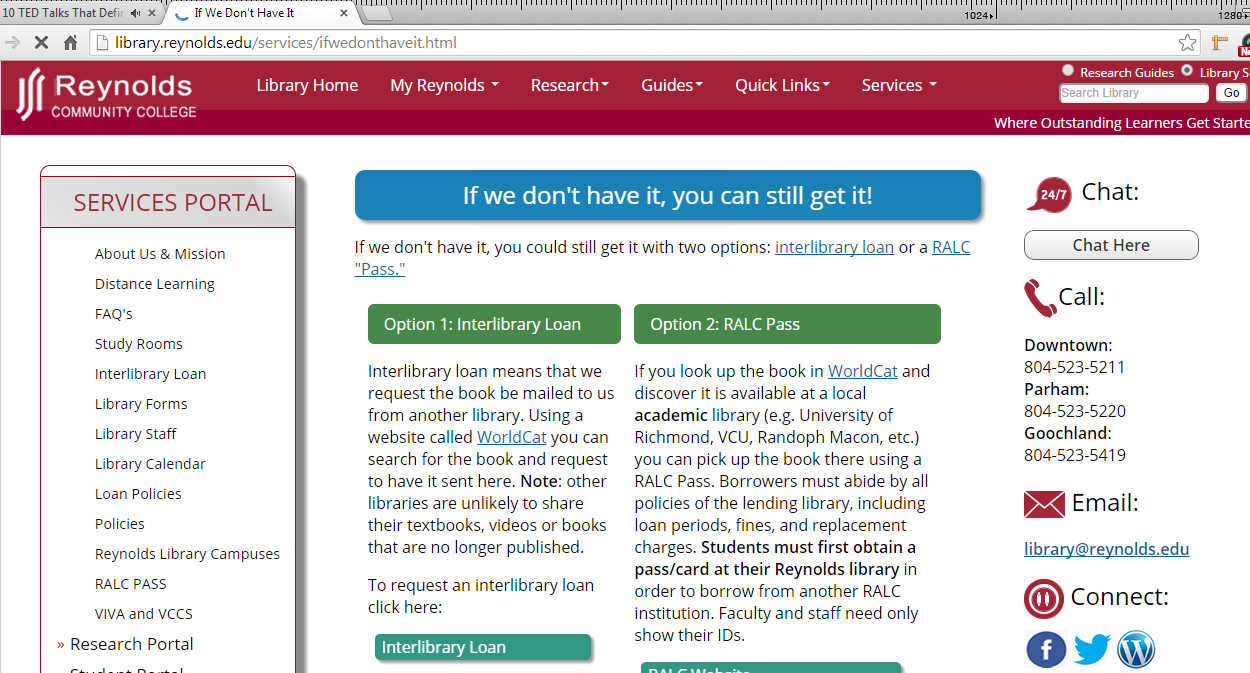 10 TED Talks That Defin
If We Don't Have It
1024
1280
library.reynolds.edu/services/ifwedonthaveit.html
Reynolds
COMMUNITY COLLEGE
Library Home
My Reynolds
Research
Guides
Quick Links
Services
Research Guides
Library S
Search Library
Go
Where Outstanding Learners Get Starte
SERVICES PORTAL
About Us & Mission
Distance Learning
FAQ's
Study Rooms
Interlibrary Loan
Library Forms
Library Staff
Library Calendar
Loan Policies
Policies
Reynolds Library Campuses
RALC PASS
VIVA and VCCS
» Research Portal
Student Portal
If we don't have it, you can still get it!
If we don't have it, you could still get it with two options: interlibrary loan or a RALC
"Pass."
Option 1: Interlibrary Loan
Interlibrary loan means that we
request the book be mailed to us
from another library. Using a
website called WorldCat you can
search for the book and request
to have it sent here. Note: other
libraries are unlikely to share
their textbooks, videos or books
that are no longer published.
To request an interlibrary loan
click here:
Interlibrary Loan
Option 2: RALC Pass
If you look up the book in WorldCat and
discover it is available at a local
academic library (e.g. University of
Richmond, VCU, Randoph Macon, etc.)
you can pick up the book there using a
RALC Pass. Borrowers must abide by all
policies of the lending library, including
loan periods, fines, and replacement
charges. Students must first obtain a
pass/card at their Reynolds library in
order to borrow from another RALC
institution. Faculty and staff need only
show their IDs.
RALC Website
24/7
Chat:
Chat Here
Call:
Downtown:
804-523-5211
Parham:
804-523-5220
Goochland:
804-523-5419
Email:
library@reynolds.edu
Connect: